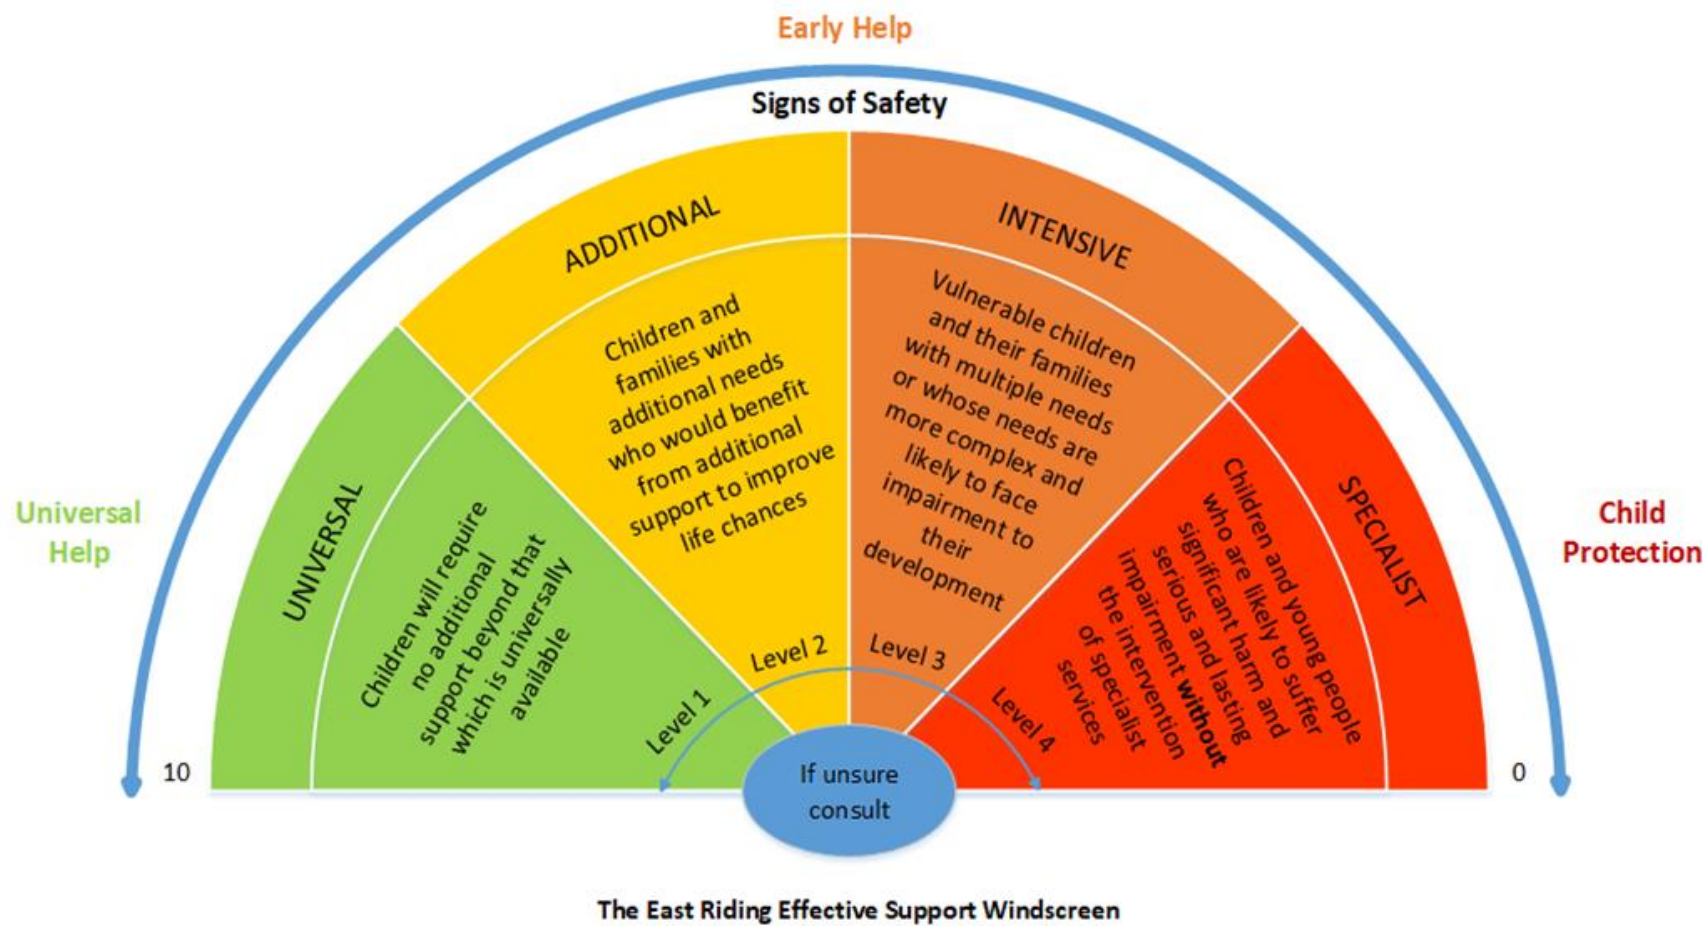 Early Help
Signs of Safety
Universal
Help
Child
Protection
UNIVERSAL
Children will require
no additional
support beyond that
which is universally
available
Level 1
ADDITIONAL
Children and
families with
additional needs
who would benefit
from additional
support to improve
life chances
Level 2
INTENSIVE
Vulnerable children
and their families
with multiple needs
or whose needs are
more complex and
likely to face
impairment to
their
development
Level 3
SPECIALIST
Children and young people
who are likely to suffer
significant harm and
serious and lasting
impairment without
the intervention
of specialist
services
Level 4
10
0
If unsure
consult
The East Riding Effective Support Windscreen